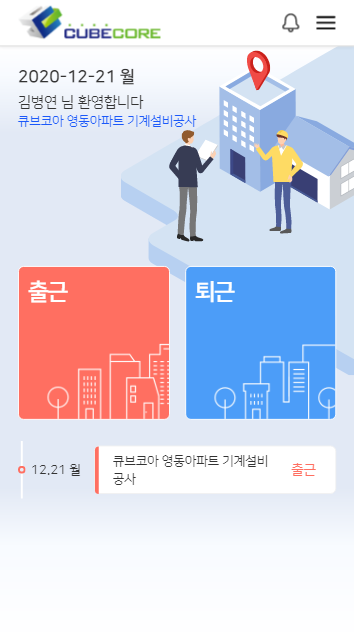 CUBECORE
2020-12-21 월
김병연 님 환영합니다
큐브코아 영동아파트 기계설비공사
출근
퇴근
12.21 월
큐브코아 영동아파트 기계설비
공사
출근